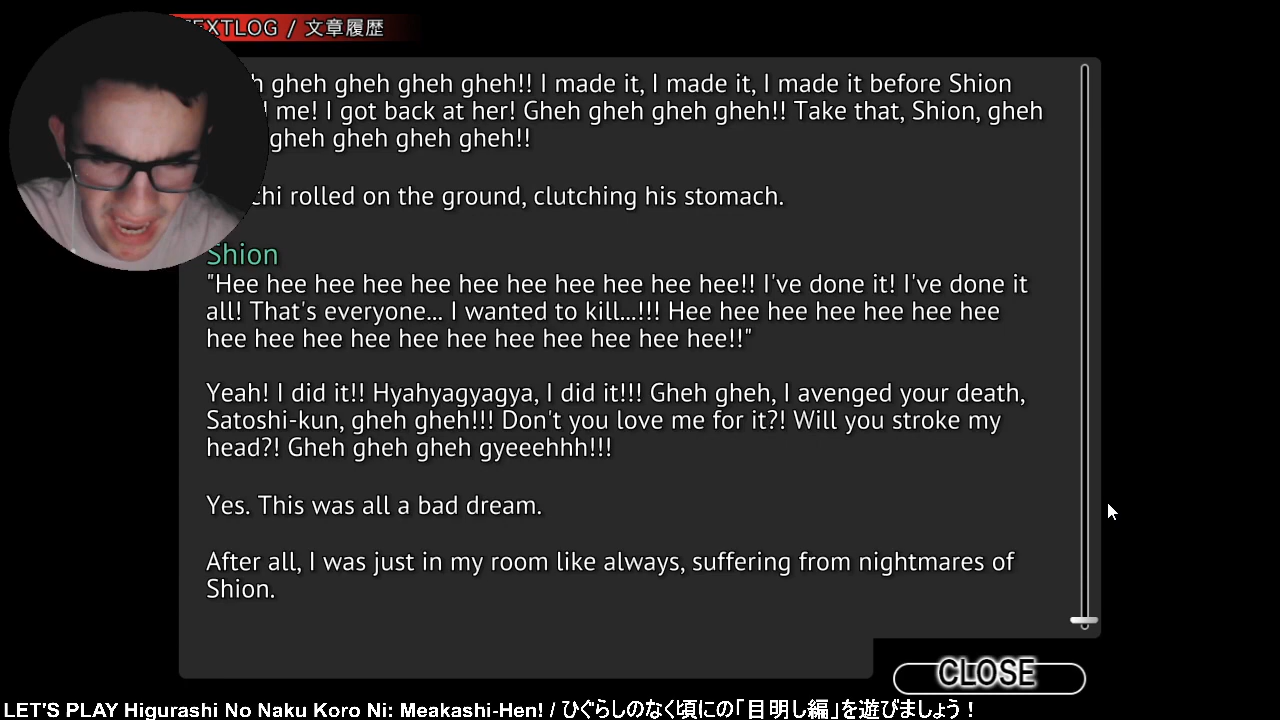 TEXTLOG / 文章履歴
gheh gheh gheh gheh!! I made it, I made it, I made it before Shion
me! I got back at her! Gheh gheh gheh gheh!! Take that, Shion, gheh
gheh gheh gheh gheh!!
rolled on the ground, clutching his stomach.
Shion
"Hee hee hee hee hee hee hee hee hee hee hee!! I've done it! I've done it
all! That's everyone... I wanted to kill...!!! Hee hee hee hee hee hee hee
hee hee hee hee hee hee hee hee hee hee hee!!"
Yeah! I did it!! Hyahyagyagya, I did it!!! Gheh gheh, I avenged your death,
Satoshi-kun, gheh gheh!!! Don't you love me for it?! Will you stroke my
head?! Gheh gheh gheh gyeeehhh!!!
Yes. This was all a bad dream.
After all, I was just in my room like always, suffering from nightmares of
Shion.
CLOSE
LET'S PLAY Higurashi No Naku Koro Ni: Meakashi-Hen! / ひぐらしのなく頃にの「目明し編」を遊びましょう！